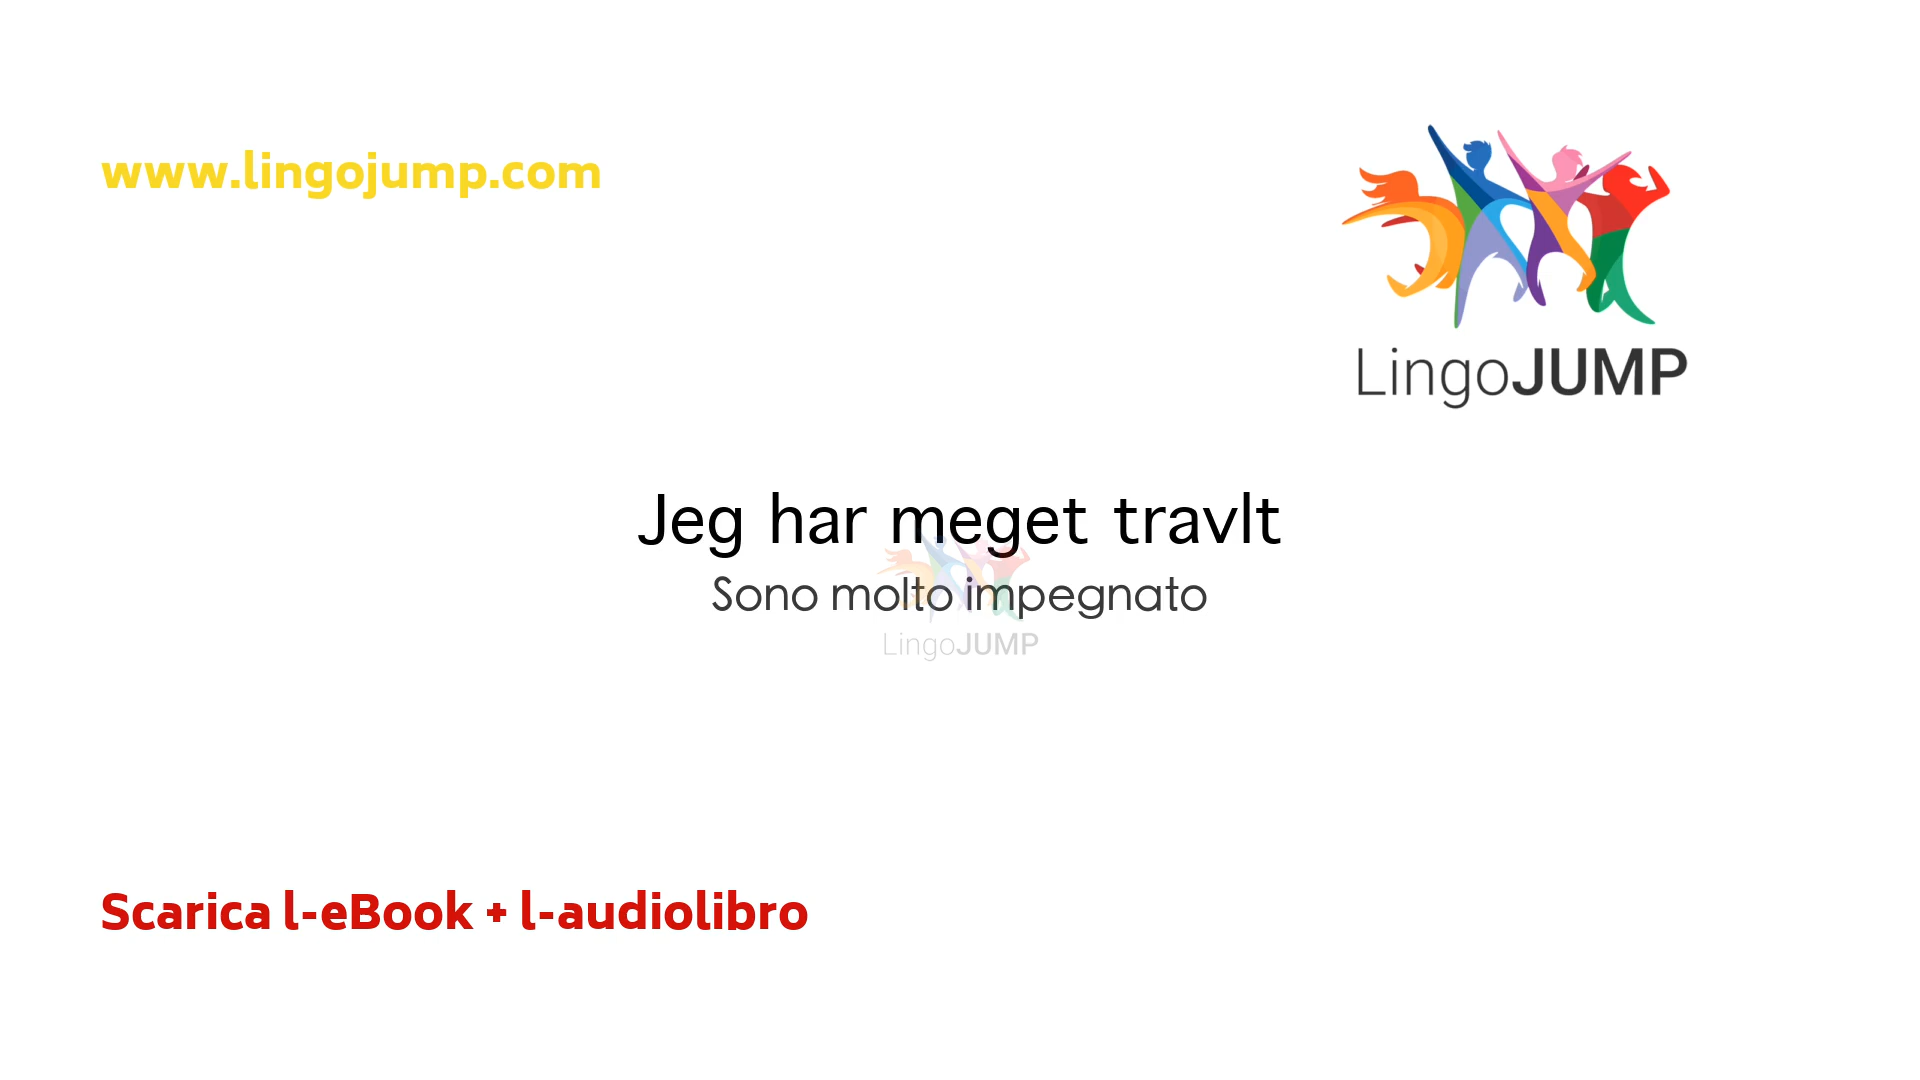 www.lingojump.com
LingoJUMP
Jeg har meget travlt
Sono molto impegnato
LingoJUMP
Scarica l-eBook + l-audiolibro